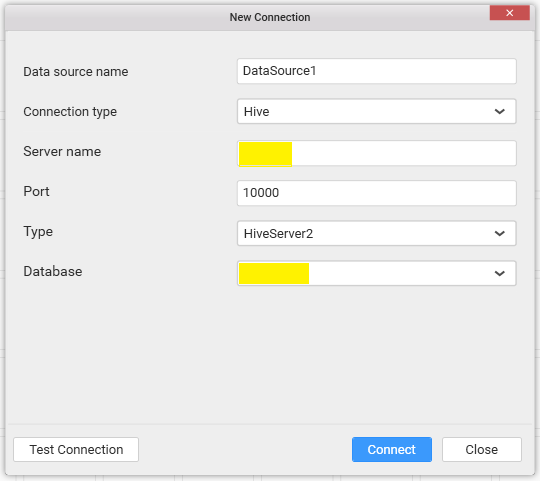 New Connection
Data source name DataSource1
Connection type Hive
Server name
Port 10000
Type HiveServer2
Database
Test Connection Connect Close